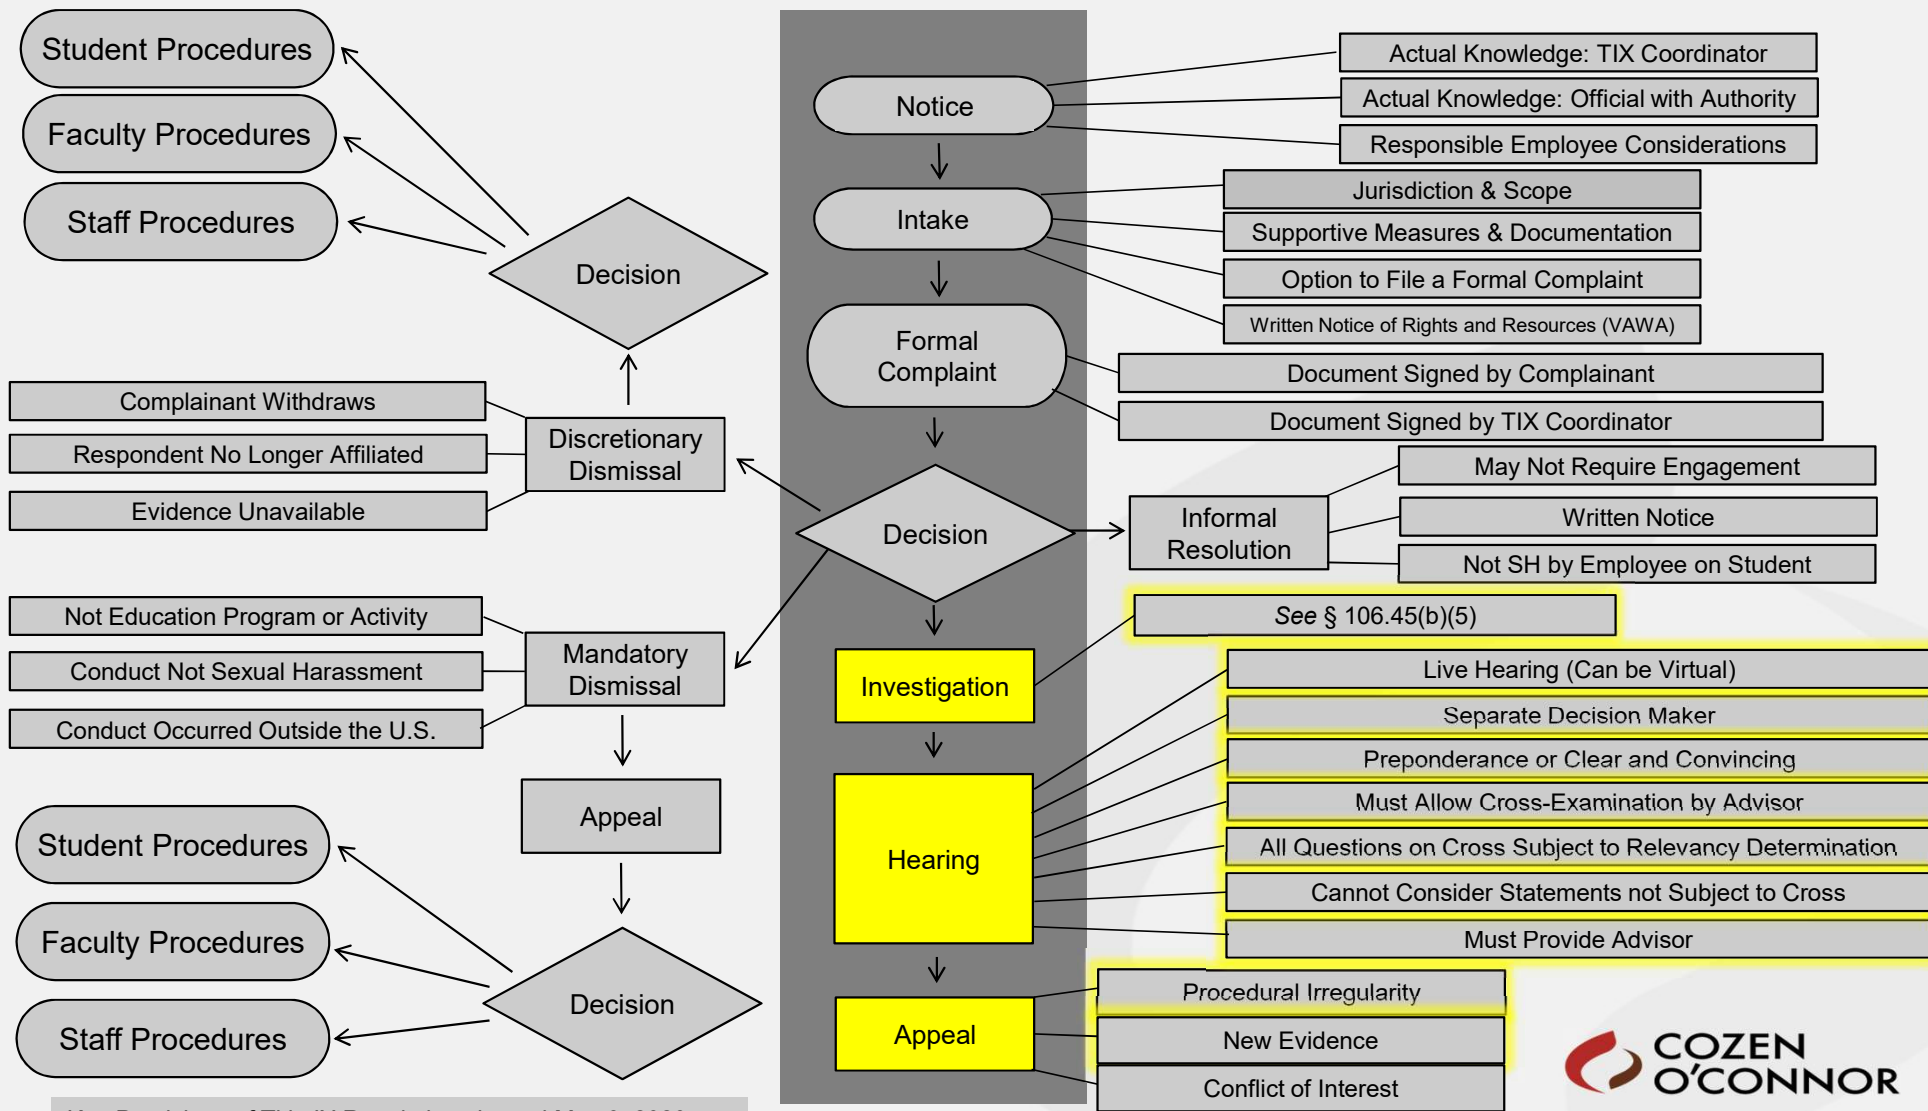 Student Procedures
Faculty Procedures
Staff Procedures
Decision
Complainant Withdraws
Respondent No Longer Affiliated
Evidence Unavailable
Discretionary
Dismissal
Not Education Program or Activity
Conduct Not Sexual Harassment
Conduct Occurred Outside the U.S.
Mandatory
Dismissal
Appeal
Student Procedures
Faculty Procedures
Staff Procedures
Decision
Notice
Actual Knowledge: TIX Coordinator
Actual Knowledge: Official with Authority
Responsible Employee Considerations
Intake
Jurisdiction & Scope
Supportive Measures & Documentation
Option to File a Formal Complaint
Written Notice of Rights and Resources (VAWA)
Formal
Complaint
Document Signed by Complainant
Document Signed by TIX Coordinator
Decision
Informal
Resolution
May Not Require Engagement
Written Notice
Not SH by Employee on Student
Investigation
See § 106.45(b)(5)
Hearing
Live Hearing (Can be Virtual)
Separate Decision Maker
Preponderance or Clear and Convincing
Must Allow Cross-Examination by Advisor
All Questions on Cross Subject to Relevancy Determination
Cannot Consider Statements not Subject to Cross
Must Provide Advisor
Appeal
Procedural Irregularity
New Evidence
Conflict of Interest
COZEN
O'CONNOR